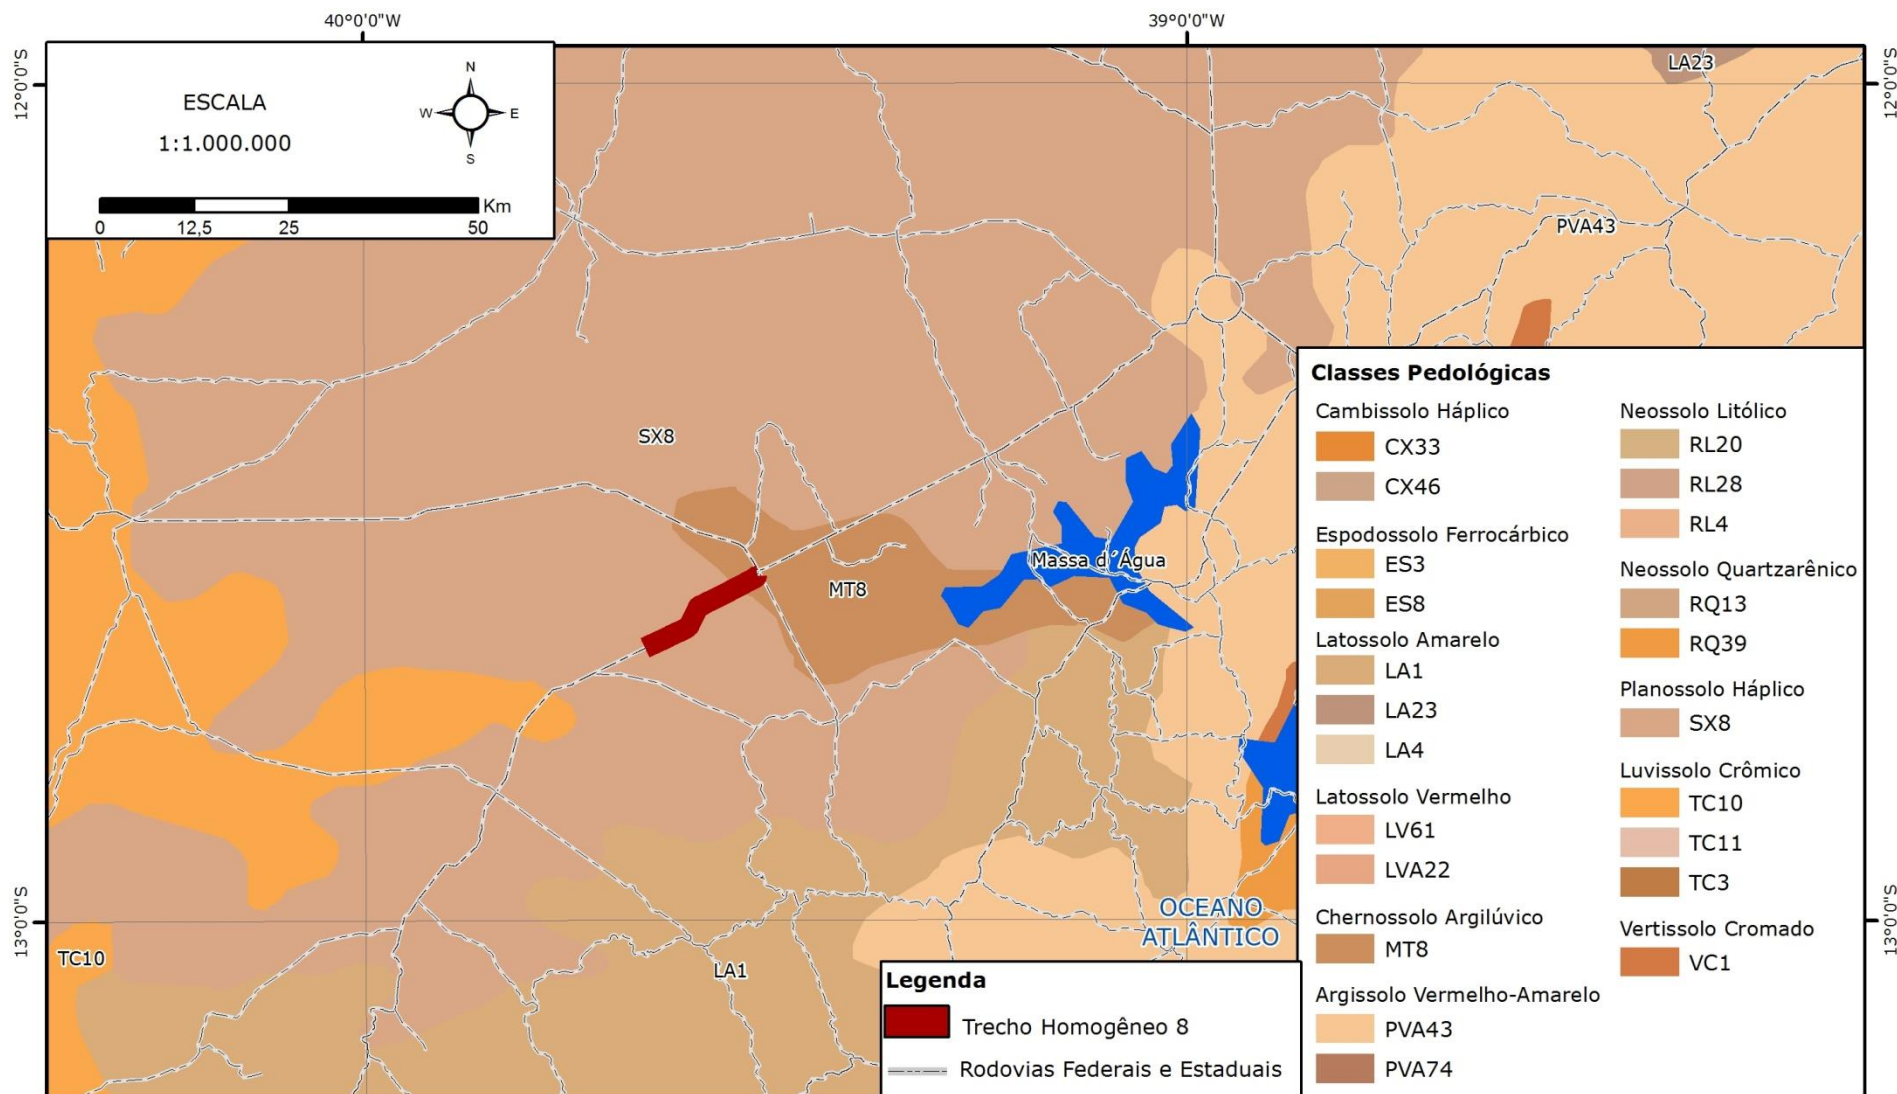 40°0'0"W
39°0'0"W
12°0'0"S
12°0'0"S
ESCALA
1:1.000.000
N
W
E
S
Km
0 12,5 25 50
LA23
PVA43
SX8
Massa d´Água
MT8
OCEANO
ATLÂNTICO
13°0'0"S
13°0'0"S
TC10
LA1
Legenda
Trecho Homogêneo 8
Rodovias Federais e Estaduais
Classes Pedológicas
Cambissolo Háplico
CX33
CX46
Espodossolo Ferrocárbico
ES3
ES8
Latossolo Amarelo
LA1
LA23
LA4
Latossolo Vermelho
LV61
LVA22
Chernossolo Argilúvico
MT8
Argissolo Vermelho-Amarelo
PVA43
PVA74
Neossolo Litólico
RL20
RL28
RL4
Neossolo Quartzarênico
RQ13
RQ39
Planossolo Háplico
SX8
Luvissolo Crômico
TC10
TC11
TC3
Vertissolo Cromado
VC1